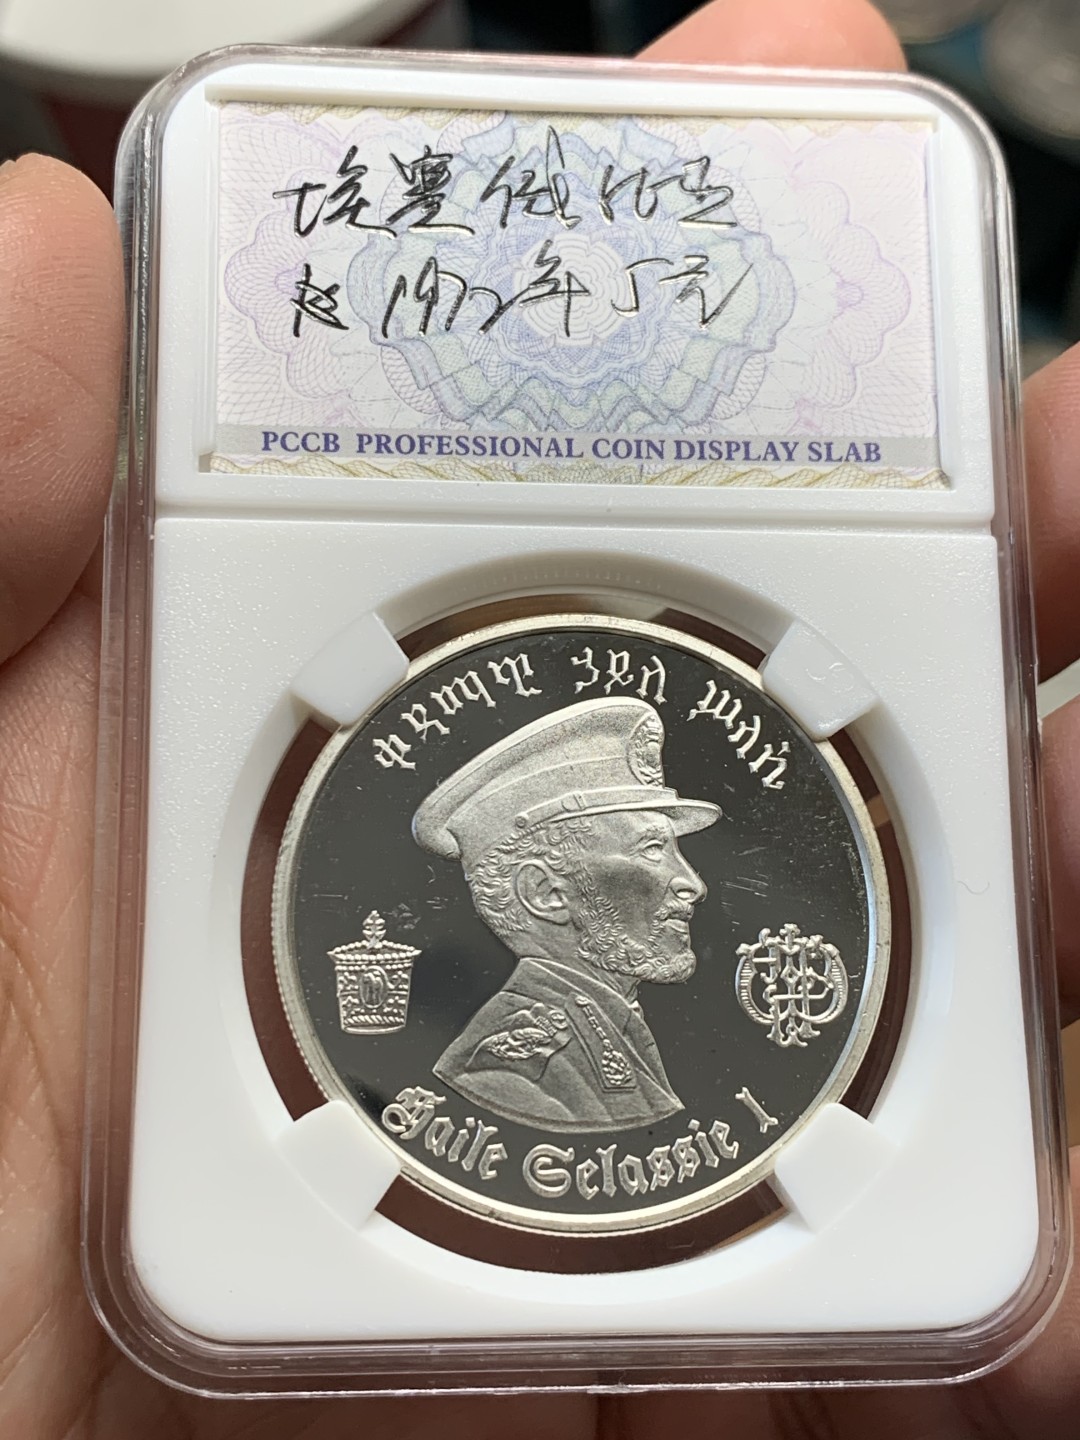 埃塞俄比亚
1972年5元
PCCB PROFESSIONAL COIN DISPLAY SLAB
ቀዳማዊ ኃይለ ሥላሴ
Haile Selassie I